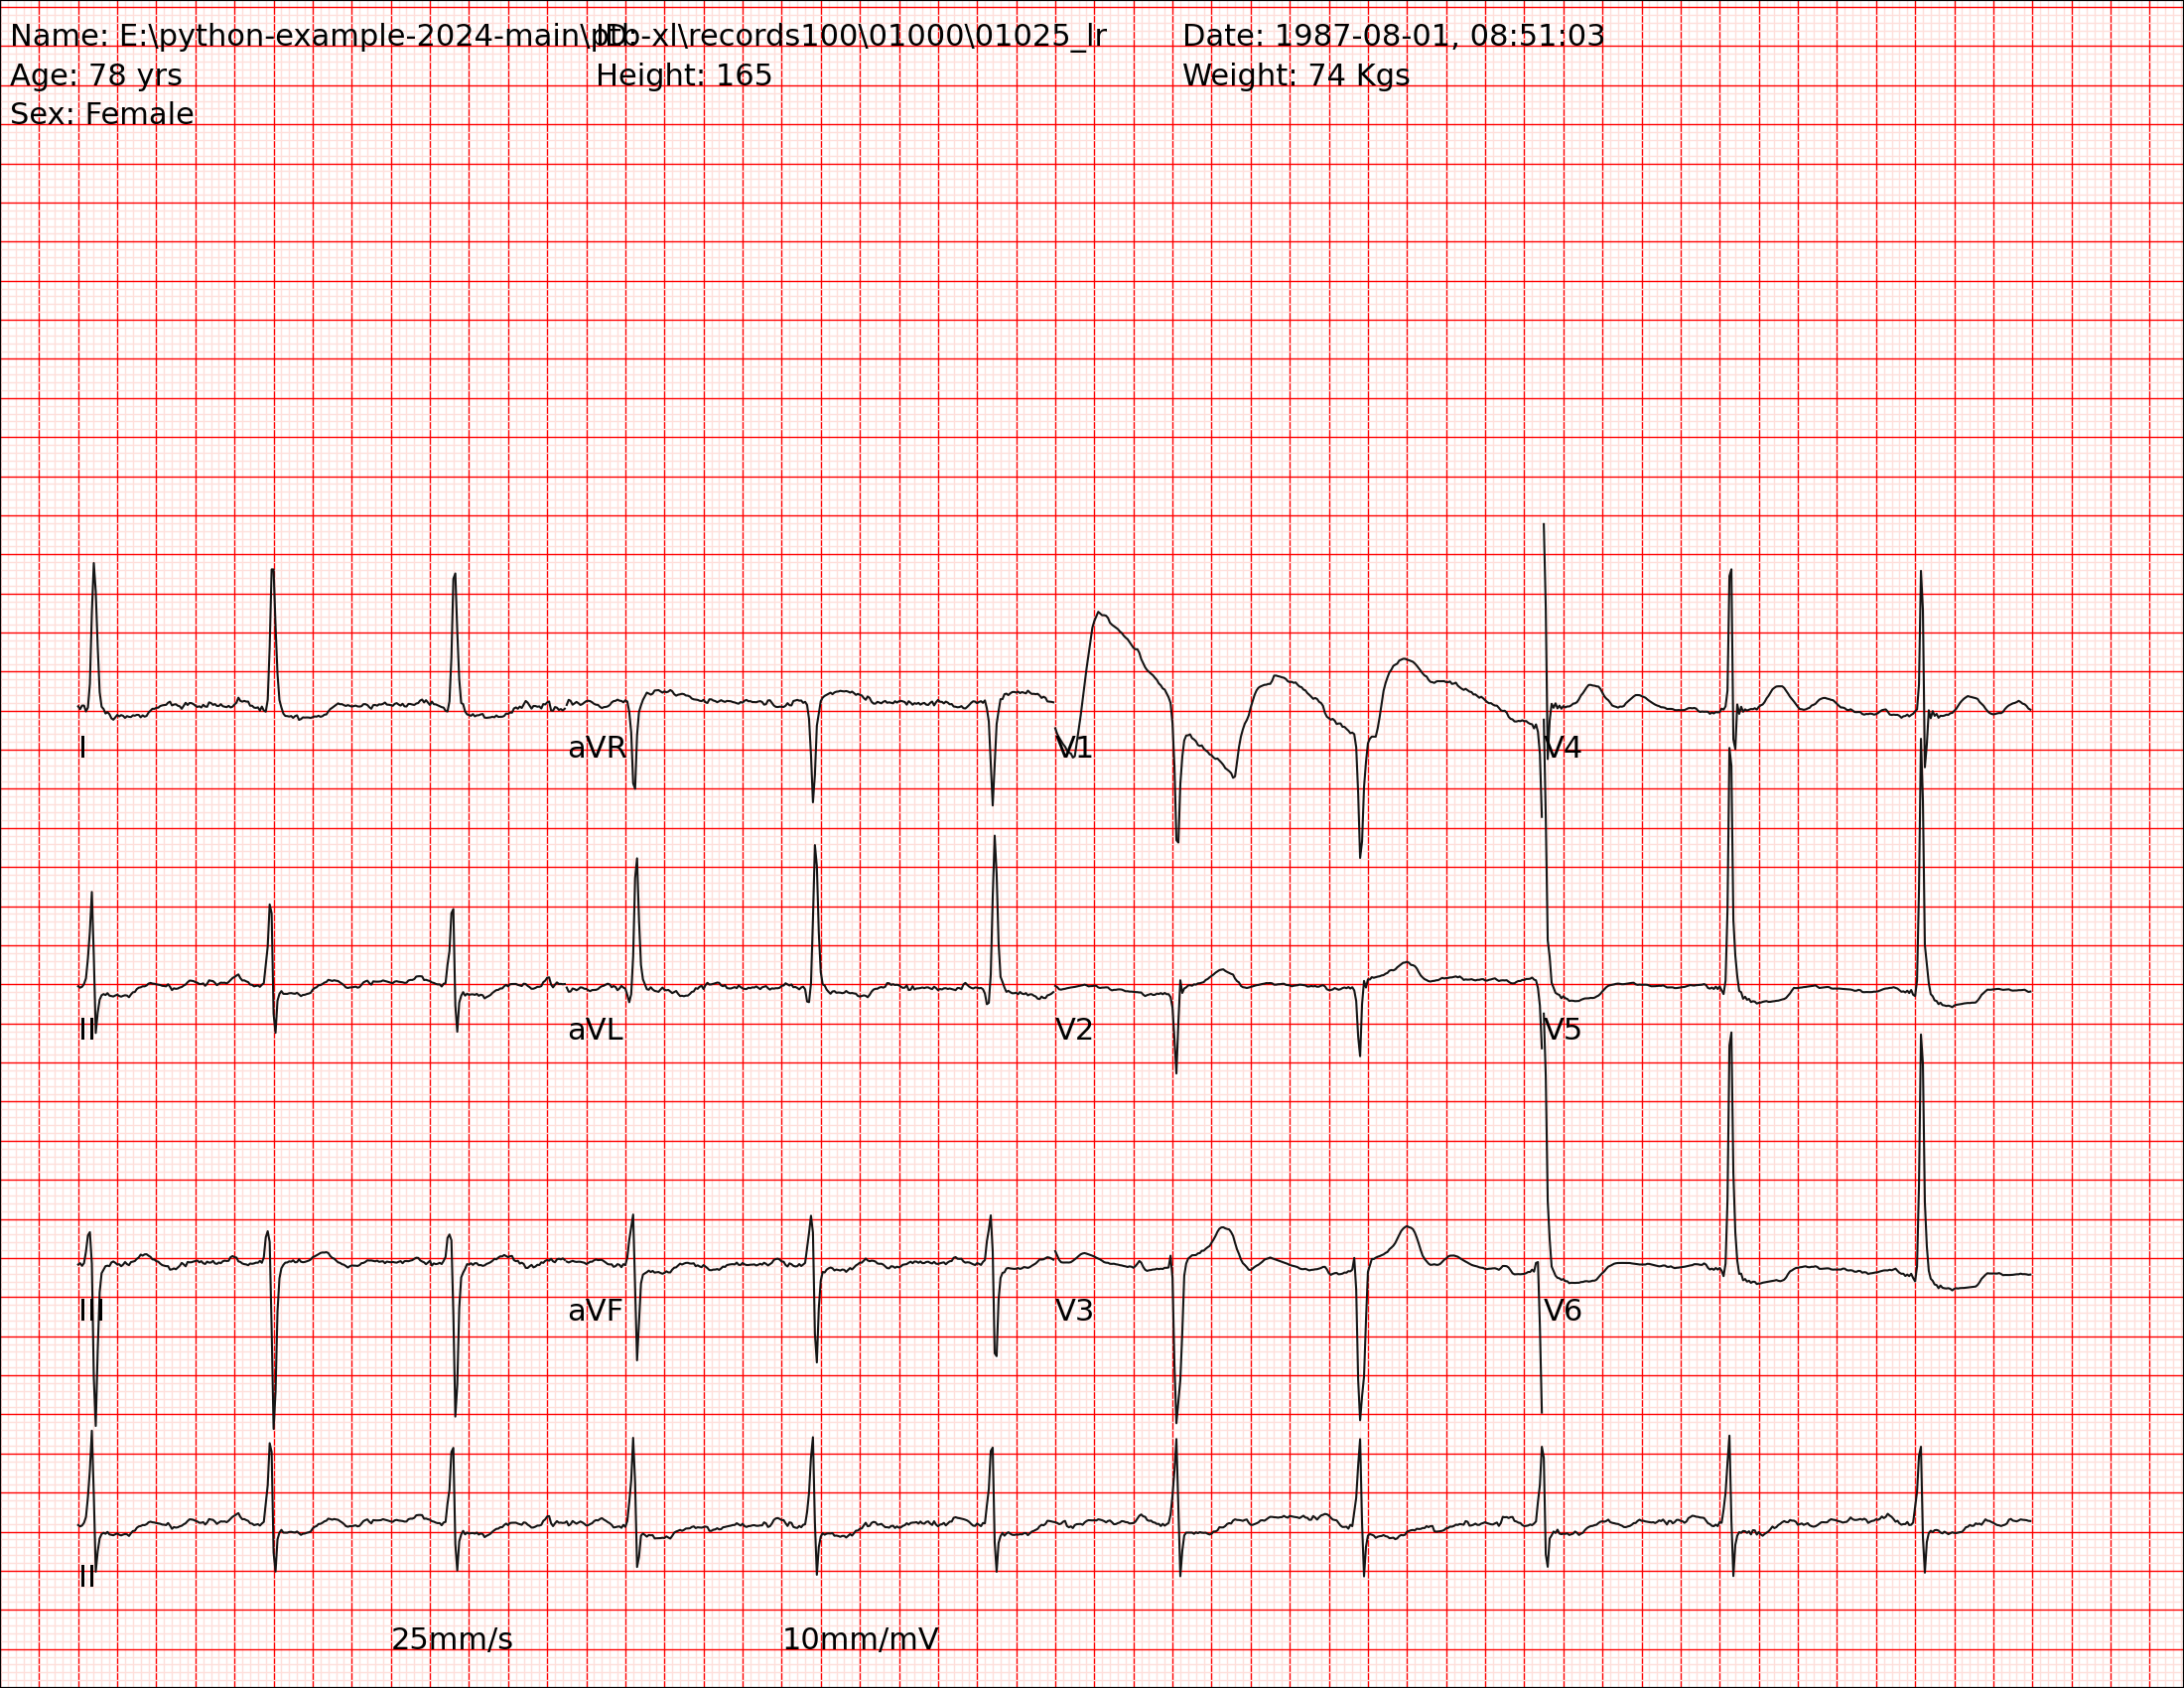 Name: E:\python-example-2024-main\ptb-xl\records100\01000\01025_lr ID: Date: 1987-08-01, 08:51:03
Age: 78 yrs Height: 165 Weight: 74 Kgs
Sex: Female
I aVR V1 V4
II aVL V2 V5
III aVF V3 V6
II
25mm/s 10mm/mV